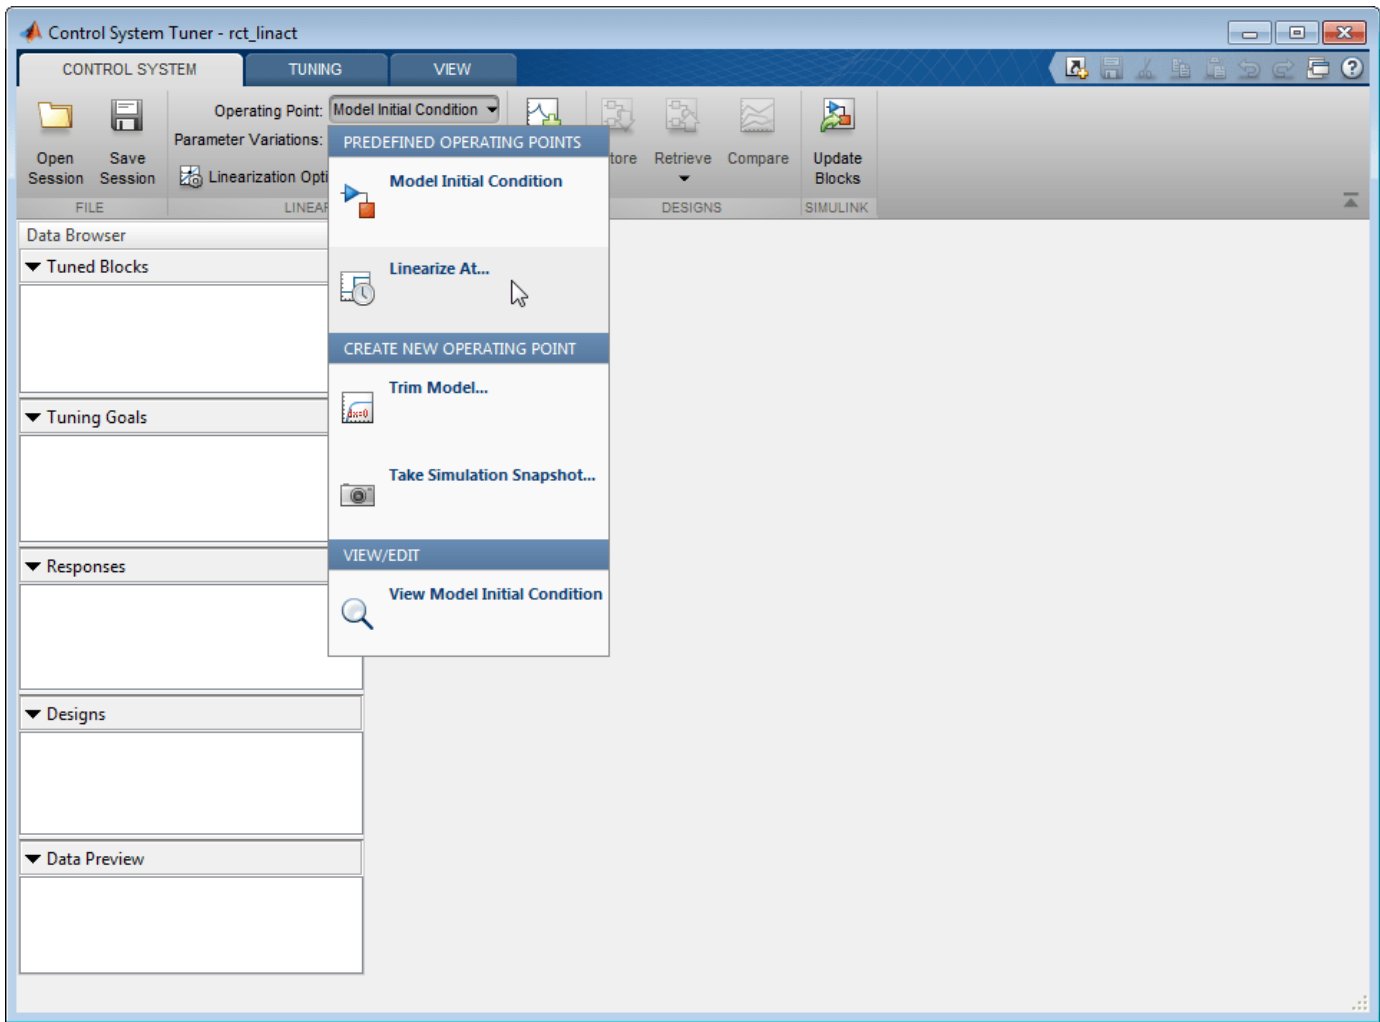 Control System Tuner - rct_linact
CONTROL SYSTEM TUNING VIEW
Operating Point: Model Initial Condition
Parameter Variations:
Linearization Opti
Open Session
Save Session
tore
Retrieve
Compare
Update Blocks
FILE
LINEAR
DESIGNS
SIMULINK
PREDEFINED OPERATING POINTS
Model Initial Condition
Linearize At...
CREATE NEW OPERATING POINT
Trim Model...
dx=0
Take Simulation Snapshot...
VIEW/EDIT
View Model Initial Condition
Data Browser
Tuned Blocks
Tuning Goals
Responses
Designs
Data Preview